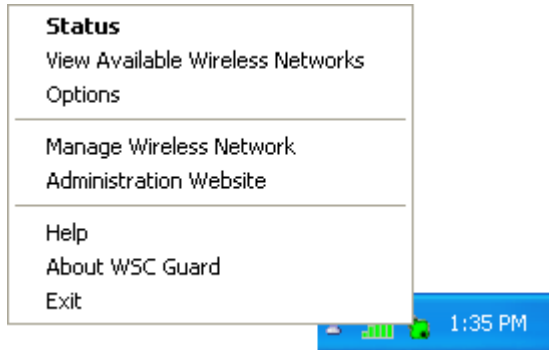 Status
View Available Wireless Networks
Options
Manage Wireless Network
Administration Website
Help
About WSC Guard
Exit
1:35 PM